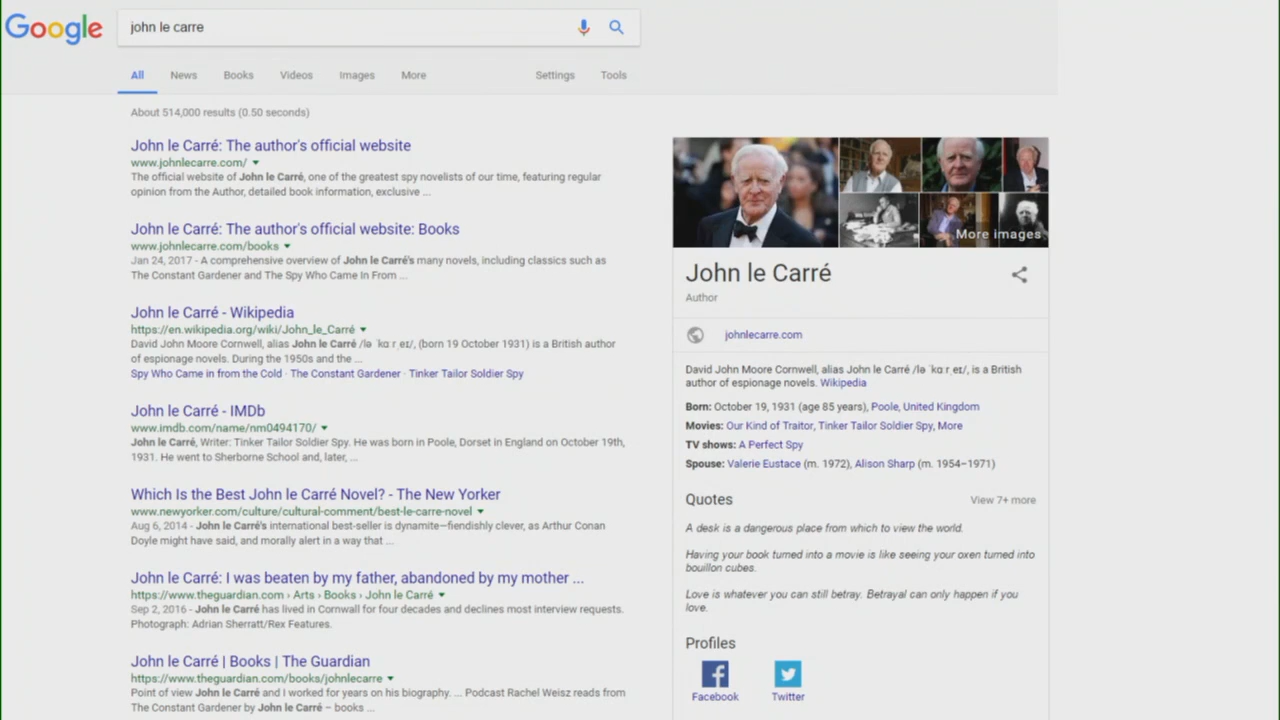 Google
john le carre
All News Books Videos Images More Settings Tools
About 514,000 results (0.50 seconds)
John le Carré: The author's official website
www.johnlecarre.com/
The official website of John le Carré, one of the greatest spy novelists of our time, featuring regular
opinion from the Author, detailed book information, exclusive ...
John le Carré: The author's official website: Books
www.johnlecarre.com/books
Jan 24, 2017 - A comprehensive overview of John le Carré's many novels, including classics such as
The Constant Gardener and The Spy Who Came In From ...
John le Carré - Wikipedia
https://en.wikipedia.org/wiki/John_le_Carré
David John Moore Cornwell, alias John le Carré /lə ˈkɑ r eɪ/, (born 19 October 1931) is a British author
of espionage novels. During the 1950s and the ...
Spy Who Came in from the Cold · The Constant Gardener · Tinker Tailor Soldier Spy
John le Carré - IMDb
www.imdb.com/name/nm0494170/
John le Carré, Writer: Tinker Tailor Soldier Spy. He was born in Poole, Dorset in England on October 19th,
1931. He went to Sherborne School and, later, ...
Which Is the Best John le Carré Novel? - The New Yorker
www.newyorker.com/culture/cultural-comment/best-le-carre-novel
Aug 6, 2014 - John le Carré's international best-seller is dynamite—fiendishly clever, as Arthur Conan
Doyle might have said, and morally alert in a way that ...
John le Carré: I was beaten by my father, abandoned by my mother ...
https://www.theguardian.com › Arts › Books › John le Carré
Sep 2, 2016 - John le Carré has lived in Cornwall for four decades and declines most interview requests.
Photograph: Adrian Sherratt/Rex Features.
John le Carré | Books | The Guardian
https://www.theguardian.com/books/johnlecarre
Point of view John le Carré and I worked for years on his biography. ... Podcast Rachel Weisz reads from
The Constant Gardener by John le Carré – books ...
More images
John le Carré
Author
johnlecarre.com
David John Moore Cornwell, alias John le Carré /lə ˈkɑ r eɪ/, is a British
author of espionage novels. Wikipedia
Born: October 19, 1931 (age 85 years), Poole, United Kingdom
Movies: Our Kind of Traitor, Tinker Tailor Soldier Spy, More
TV shows: A Perfect Spy
Spouse: Valerie Eustace (m. 1972), Alison Sharp (m. 1954–1971)
Quotes View 7+ more
A desk is a dangerous place from which to view the world.
Having your book turned into a movie is like seeing your oxen turned into
bouillon cubes.
Love is whatever you can still betray. Betrayal can only happen if you
love.
Profiles
Facebook Twitter